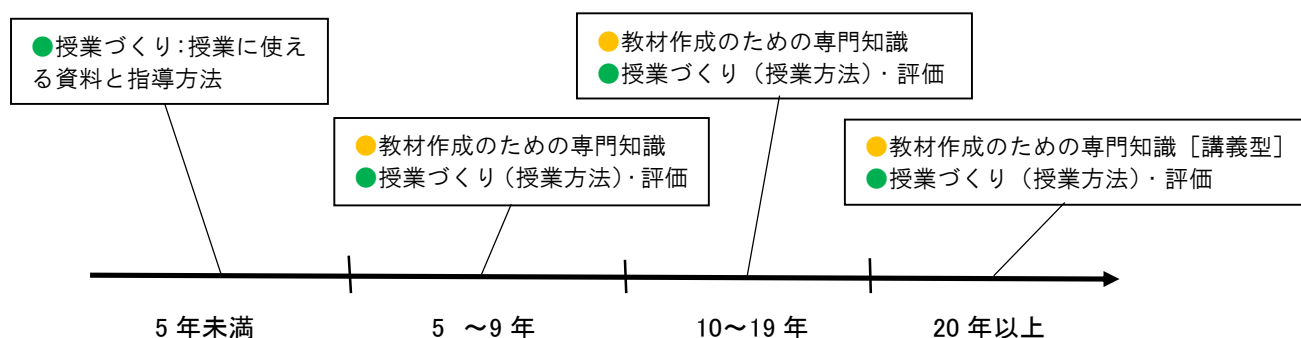 ●授業づくり:授業に使え
る資料と指導方法
●教材作成のための専門知識
●授業づくり(授業方法)・評価
●教材作成のための専門知識
●授業づくり(授業方法)・評価
●教材作成のための専門知識[講義型]
●授業づくり(授業方法)・評価
5年未満
5 ～9年
10～19年
20年以上